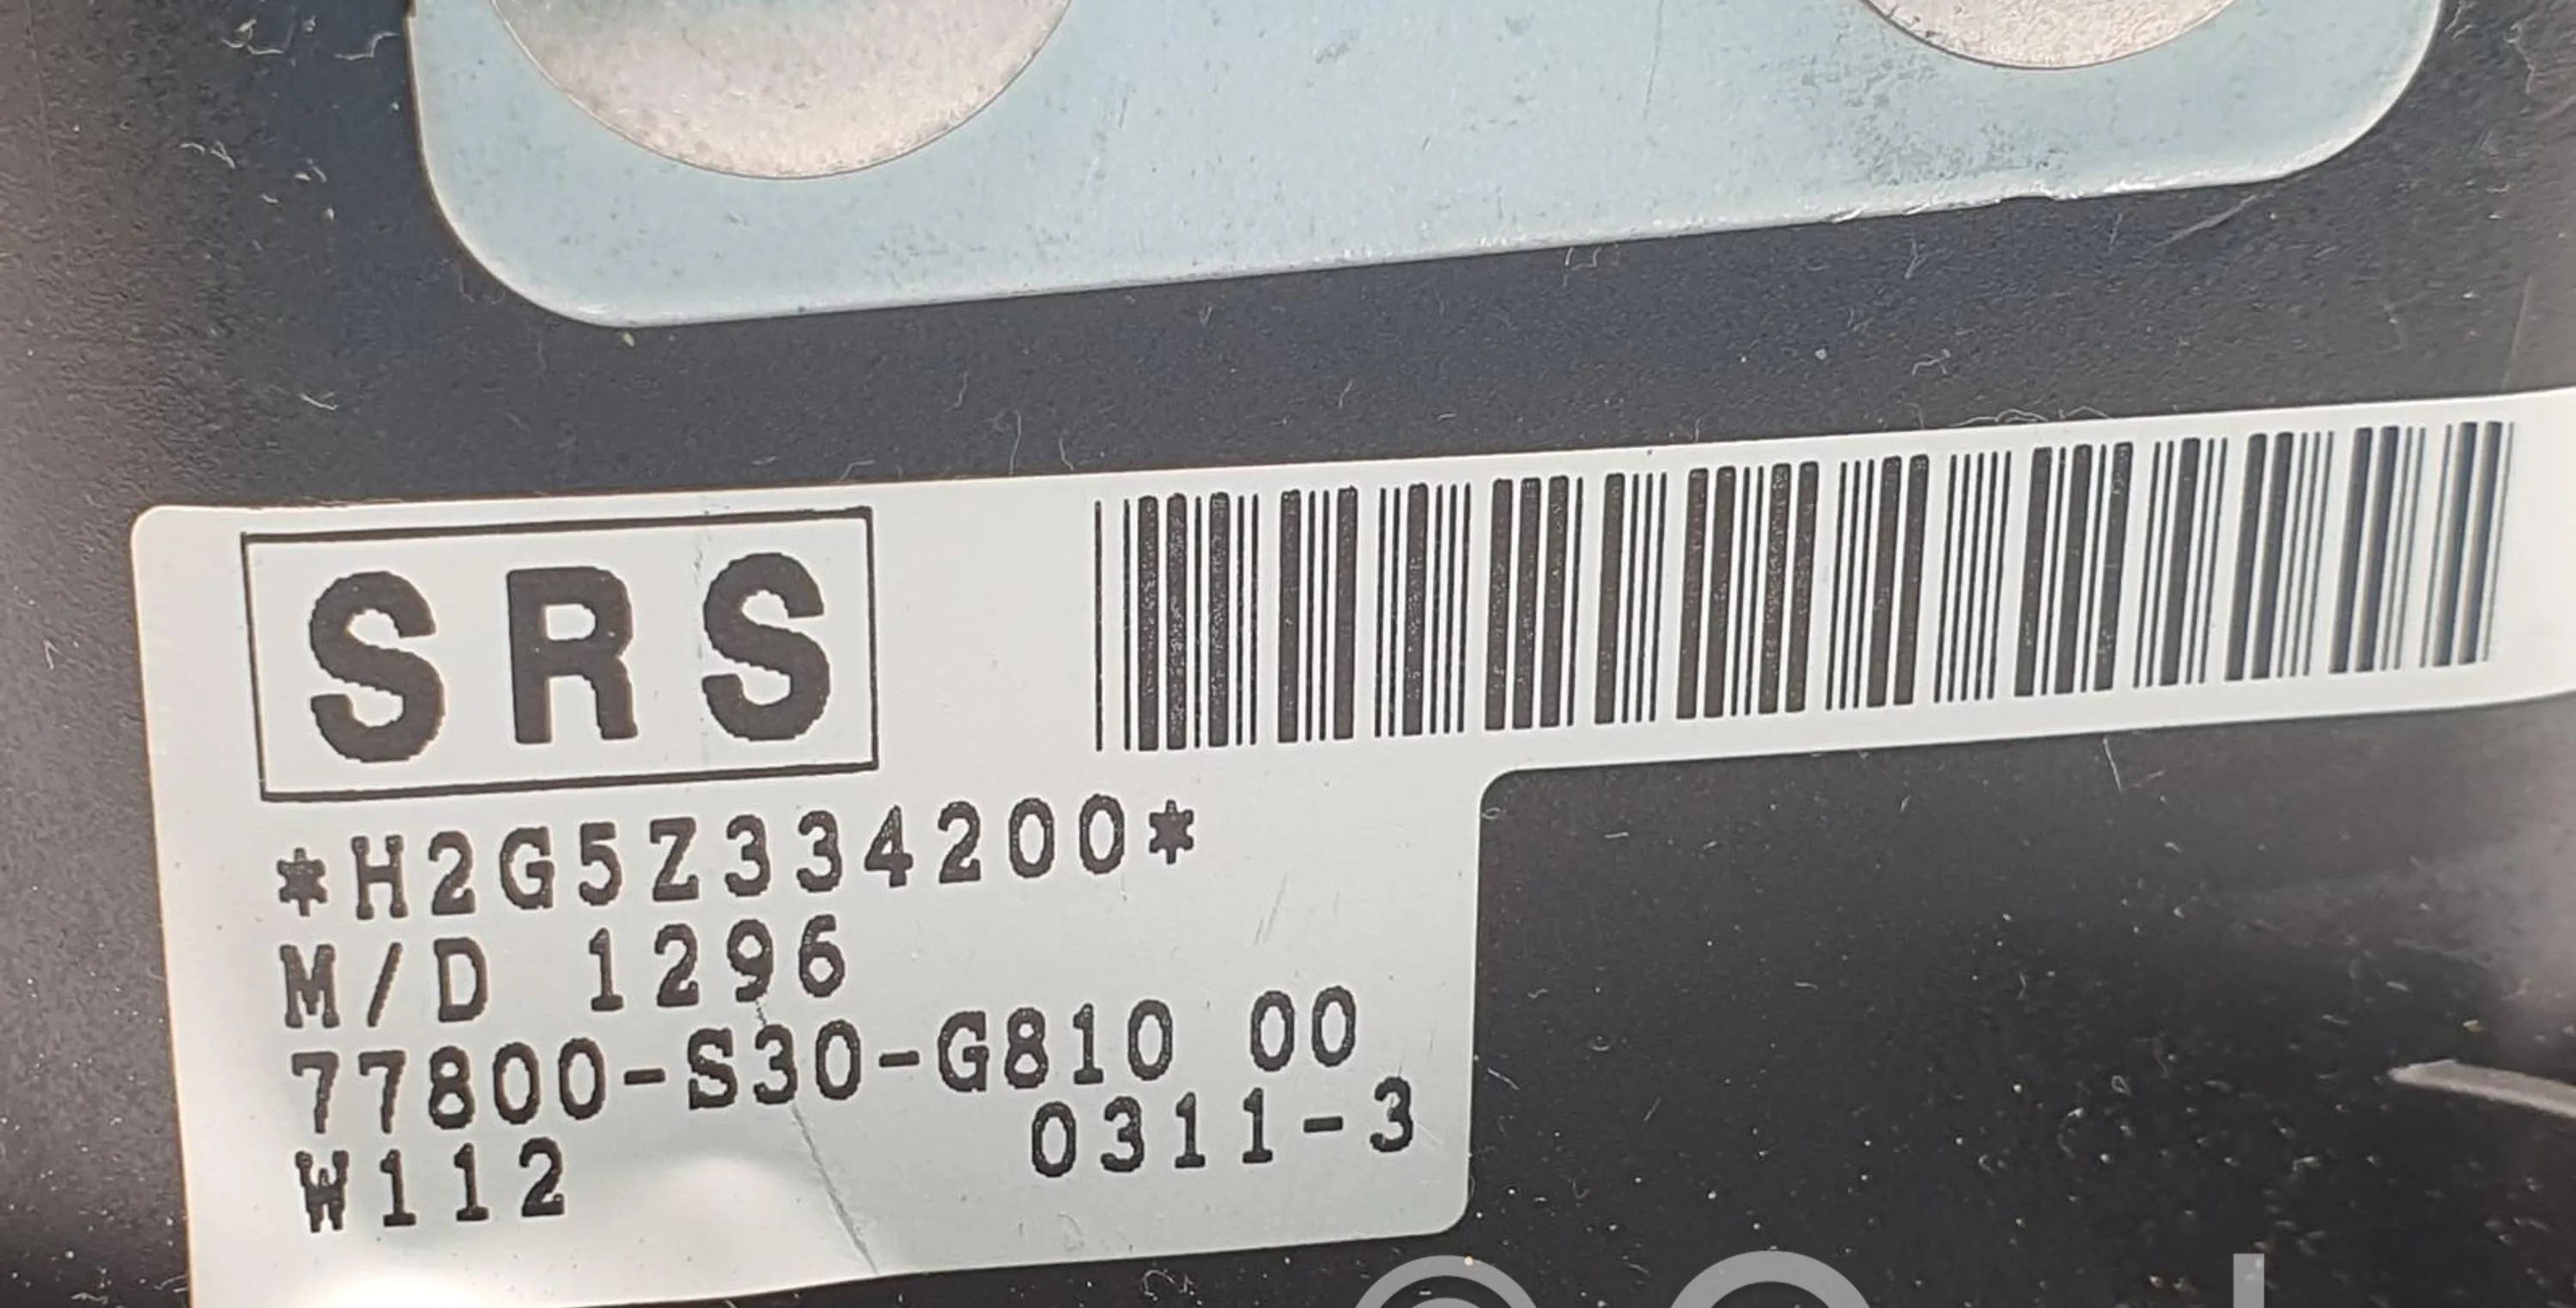 SRS
*H2G5Z334200*
M/D 1296
77800-S30-G810 00
0311-3
W112